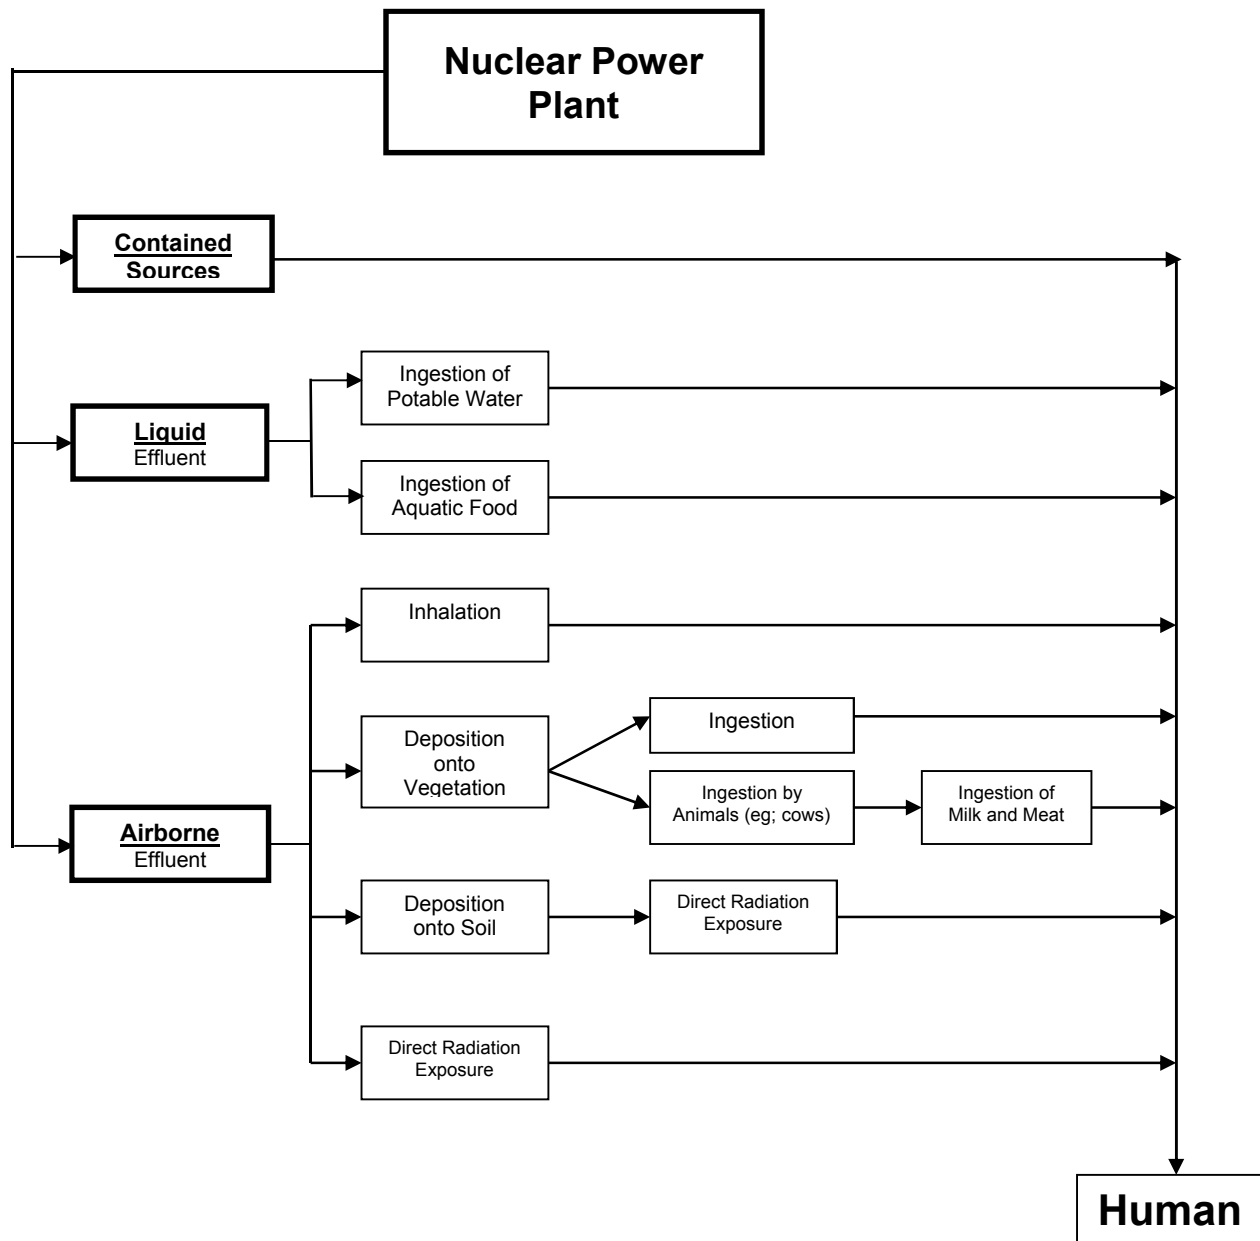 Nuclear Power
Plant
Contained
Sources
Ingestion of
Potable Water
Liquid
Effluent
Ingestion of
Aquatic Food
Inhalation
Deposition
onto
Vegetation
Ingestion
Ingestion by
Animals (eg; cows)
Ingestion of
Milk and Meat
Airborne
Effluent
Deposition
onto Soil
Direct Radiation
Exposure
Direct Radiation
Exposure
Human